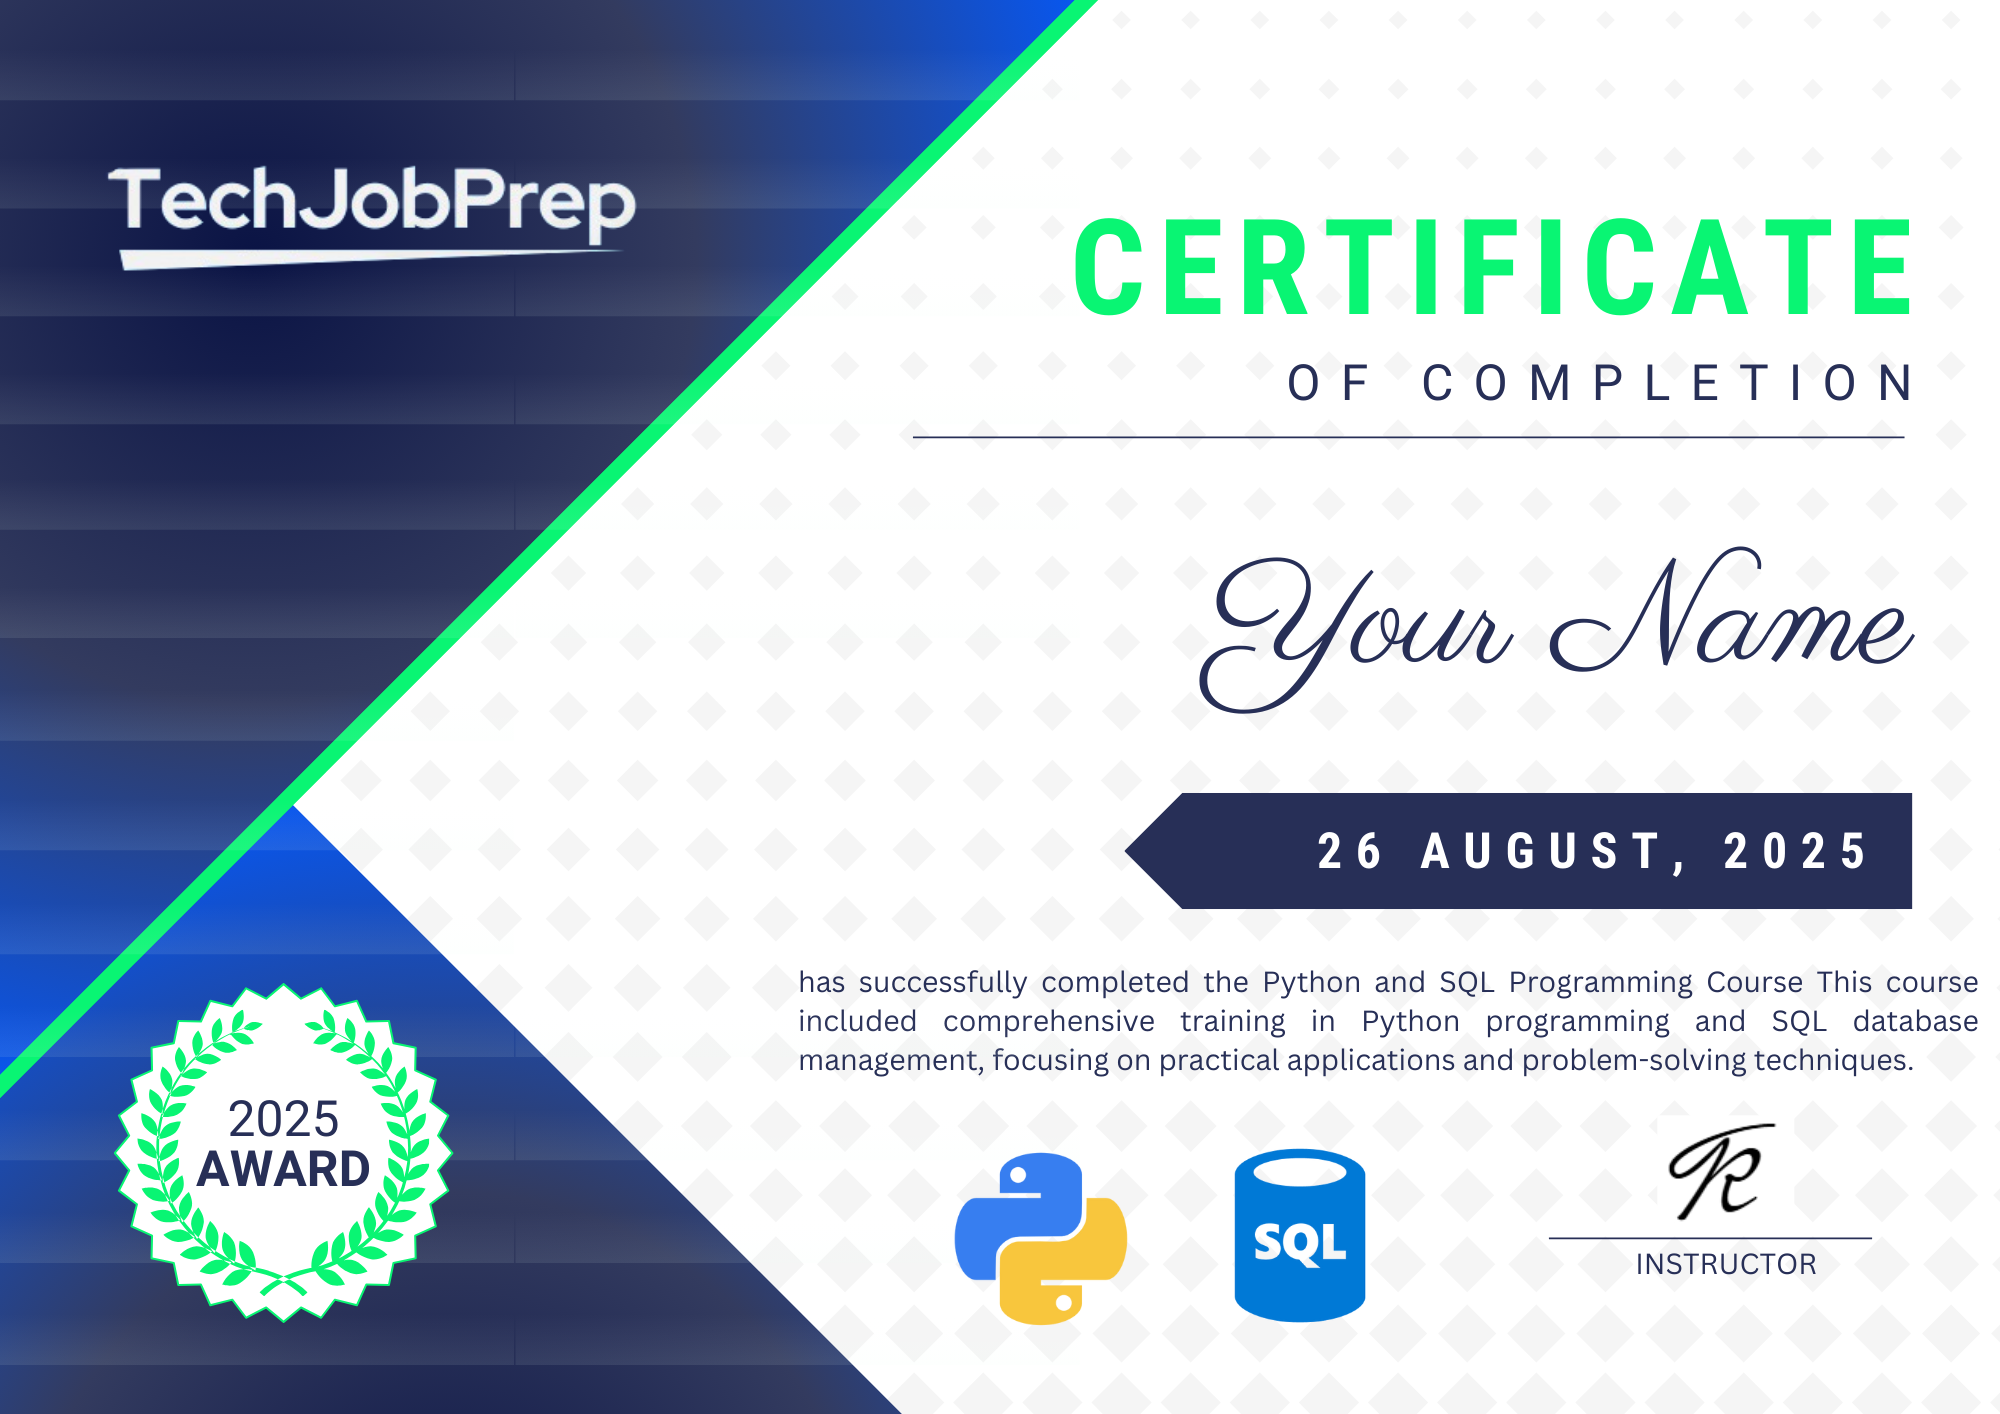 TechJobPrep
CERTIFICATE
OF COMPLETION
Your Name
26 AUGUST, 2025
has successfully completed the Python and SQL Programming Course This course
included comprehensive training in Python programming and SQL database
management, focusing on practical applications and problem-solving techniques.
2025
AWARD
SQL
R
INSTRUCTOR